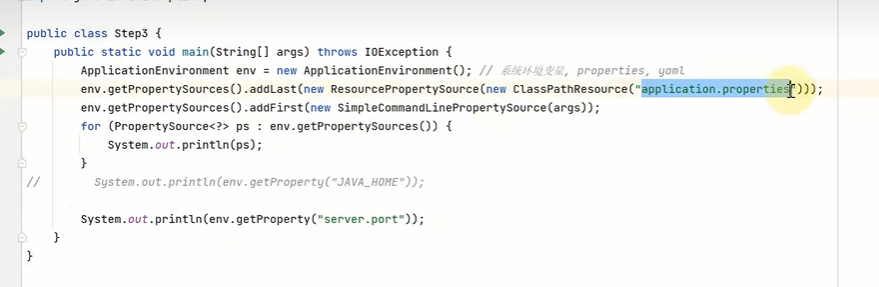 public class Step3 {
public static void main(String[] args) throws IOException {
ApplicationEnvironment env = new ApplicationEnvironment(); // 系统环境变量, properties, yaml
env.getPropertySources().addLast(new ResourcePropertySource(new ClassPathResource("application.properties")));
env.getPropertySources().addFirst(new SimpleCommandLinePropertySource(args));
for (PropertySource<?> ps : env.getPropertySources()) {
System.out.println(ps);
}
// System.out.println(env.getProperty("JAVA_HOME"));
System.out.println(env.getProperty("server.port"));
}
}